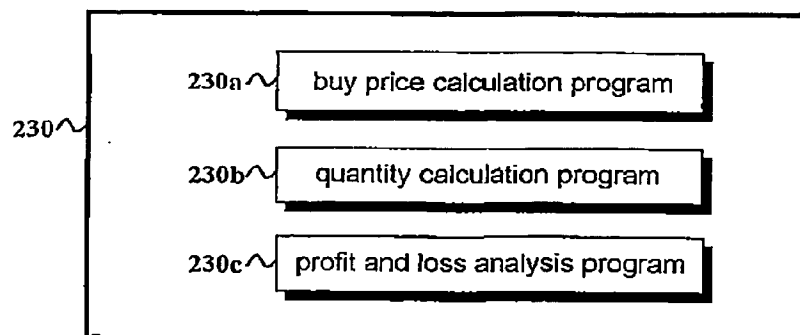 230a buy price calculation program
230
230b quantity calculation program
230c profit and loss analysis program